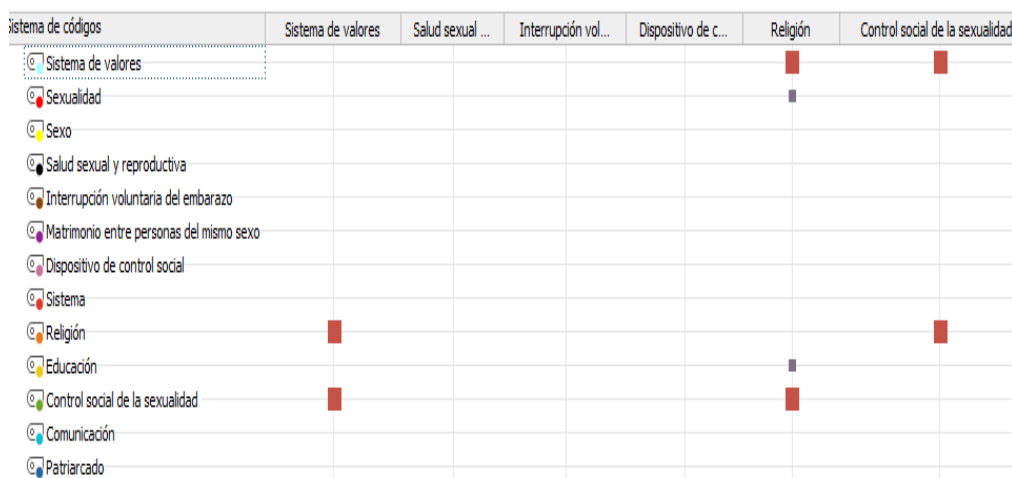 Sistema de códigos Sistema de valores Salud sexual ... Interrupción vol... Dispositivo de c... Religión Control social de la sexualidad
Sistema de valores
Sexualidad
Sexo
Salud sexual y reproductiva
Interrupción voluntaria del embarazo
Matrimonio entre personas del mismo sexo
Dispositivo de control social
Sistema
Religión
Educación
Control social de la sexualidad
Comunicación
Patriarcado